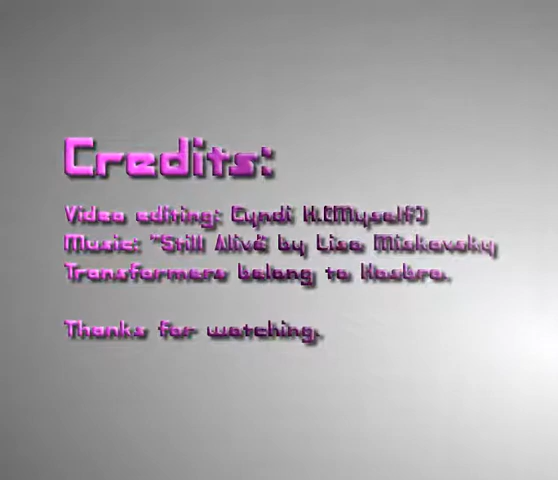 Credits:
Video editing: Cyndi H.(Myself)
Music: "Still Alive" by Lisa Miskovsky
Transformers belong to Hasbro.
Thanks for watching.